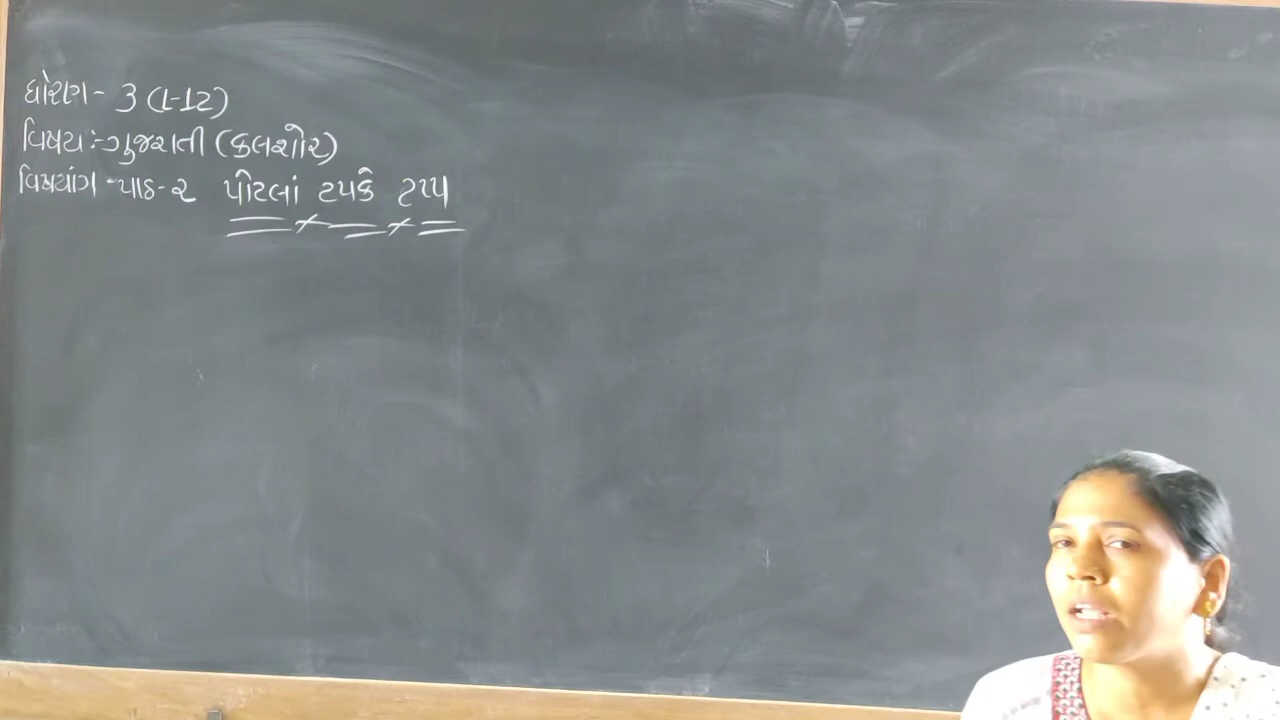 ધોરણ - 3 (1-12)
વિષય :- ગુજરાતી (કલશોર)
વિષયાંગ - પાઠ - ૨ પોટલાં ટપકે ટપ્પ